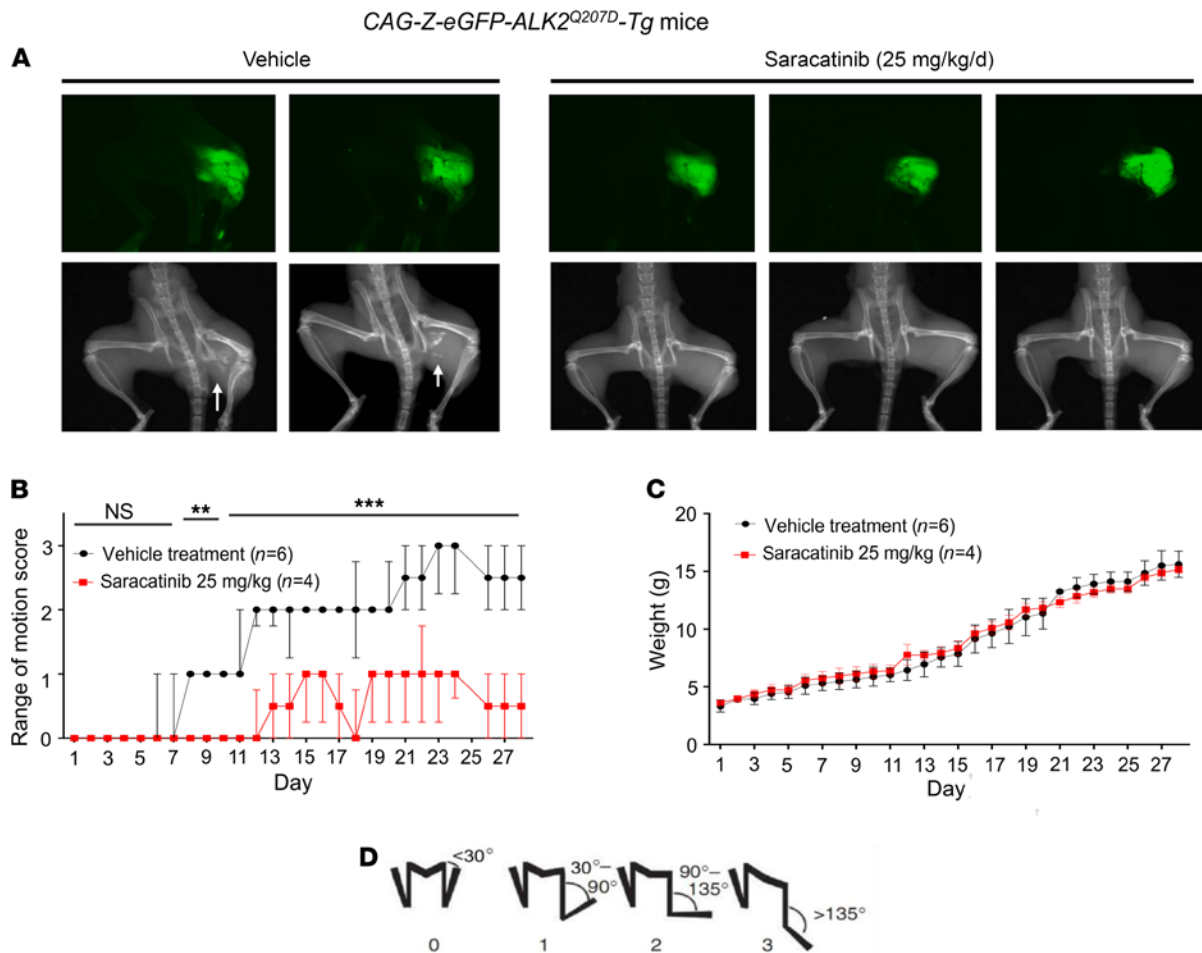 CAG-Z-eGFP-ALK2Q207D-Tg mice
A
Vehicle
Saracatinib (25 mg/kg/d)
B
NS
**
***
Vehicle treatment (n=6)
Saracatinib 25 mg/kg (n=4)
Range of motion score
3
2
1
0
1 3 5 7 9 11 13 15 17 19 21 23 25 27
Day
C
Vehicle treatment (n=6)
Saracatinib 25 mg/kg (n=4)
Weight (g)
20
15
10
5
0
1 3 5 7 9 11 13 15 17 19 21 23 25 27
Day
D
<30°
30°–
90°
90°–
135°
>135°
0 1 2 3